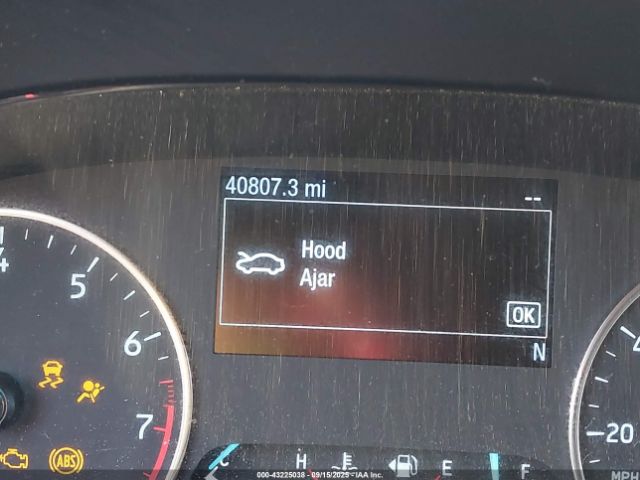 40807.3 mi
--
Hood
Ajar
OK
N
4
5
6
7
ABS
C
H
E
F
20
MPH
000-43225038 - 09/15/2025 - IAA Inc.